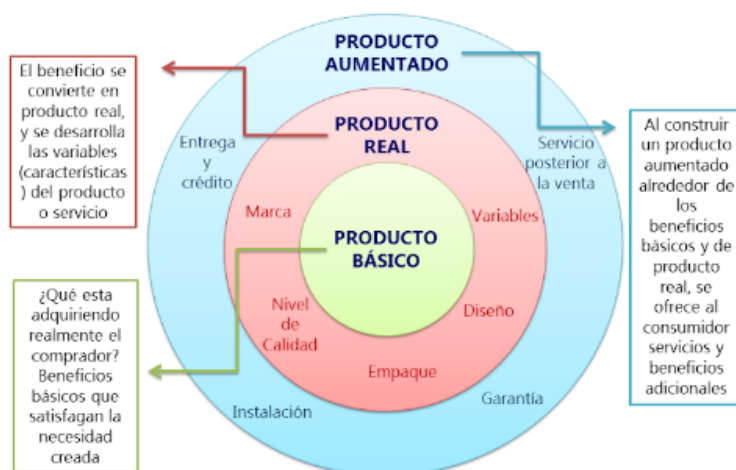 PRODUCTO
AUMENTADO
El beneficio se
convierte en
producto real,
y se desarrolla
las variables
(características
) del producto
o servicio
PRODUCTO
REAL
Entrega
y
crédito
Servicio
posterior a
la venta
Al construir
un producto
aumentado
alrededor de
los
beneficios
básicos y de
producto
real, se
ofrece al
consumidor
servicios y
beneficios
adicionales
Marca
Variables
PRODUCTO
BÁSICO
¿Qué esta
adquiriendo
realmente el
comprador?
Beneficios
básicos que
satisfagan la
necesidad
creada
Nivel
de
Calidad
Diseño
Empaque
Instalación
Garantía